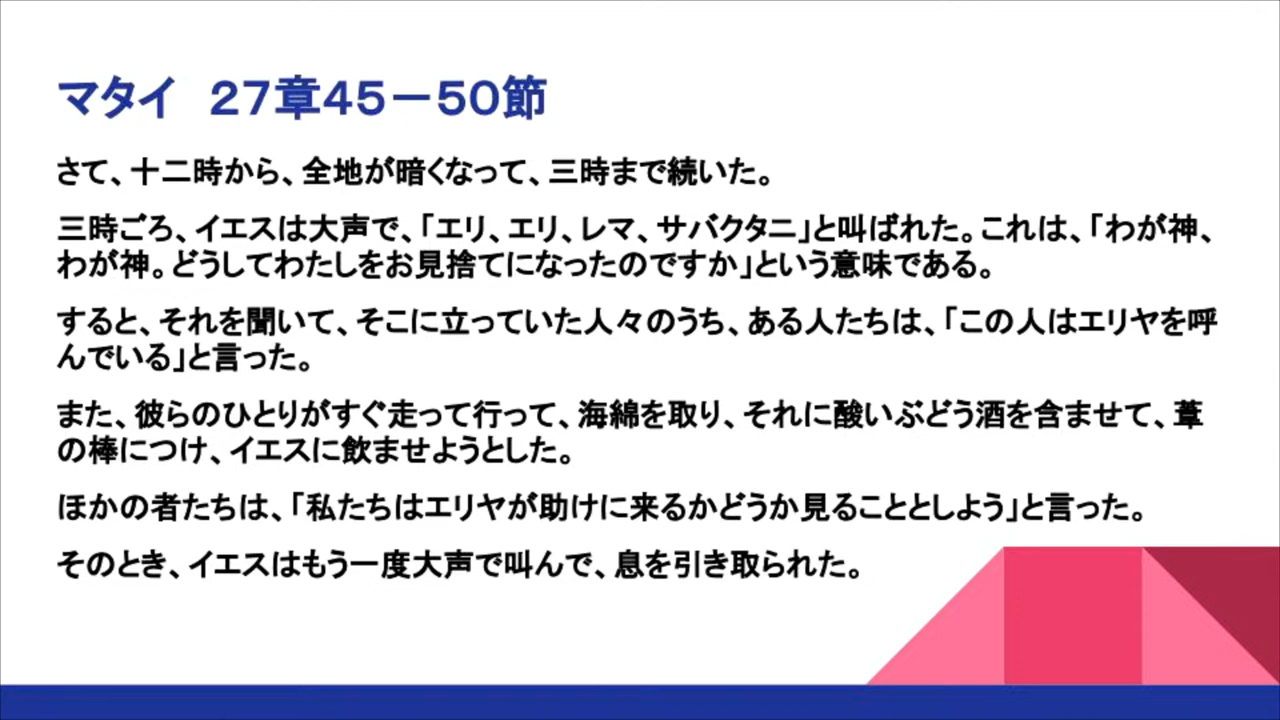 マタイ　２７章４５－５０節
さて、十二時から、全地が暗くなって、三時まで続いた。
三時ごろ、イエスは大声で、「エリ、エリ、レマ、サバクタニ」と叫ばれた。これは、「わが神、
わが神。どうしてわたしをお見捨てになったのですか」という意味である。
すると、それを聞いて、そこに立っていた人々のうち、ある人たちは、「この人はエリヤを呼
んでいる」と言った。
また、彼らのひとりがすぐ走って行って、海綿を取り、それに酸いぶどう酒を含ませて、葦
の棒につけ、イエスに飲ませようとした。
ほかの者たちは、「私たちはエリヤが助けに来るかどうか見ることとしよう」と言った。
そのとき、イエスはもう一度大声で叫んで、息を引き取られた。